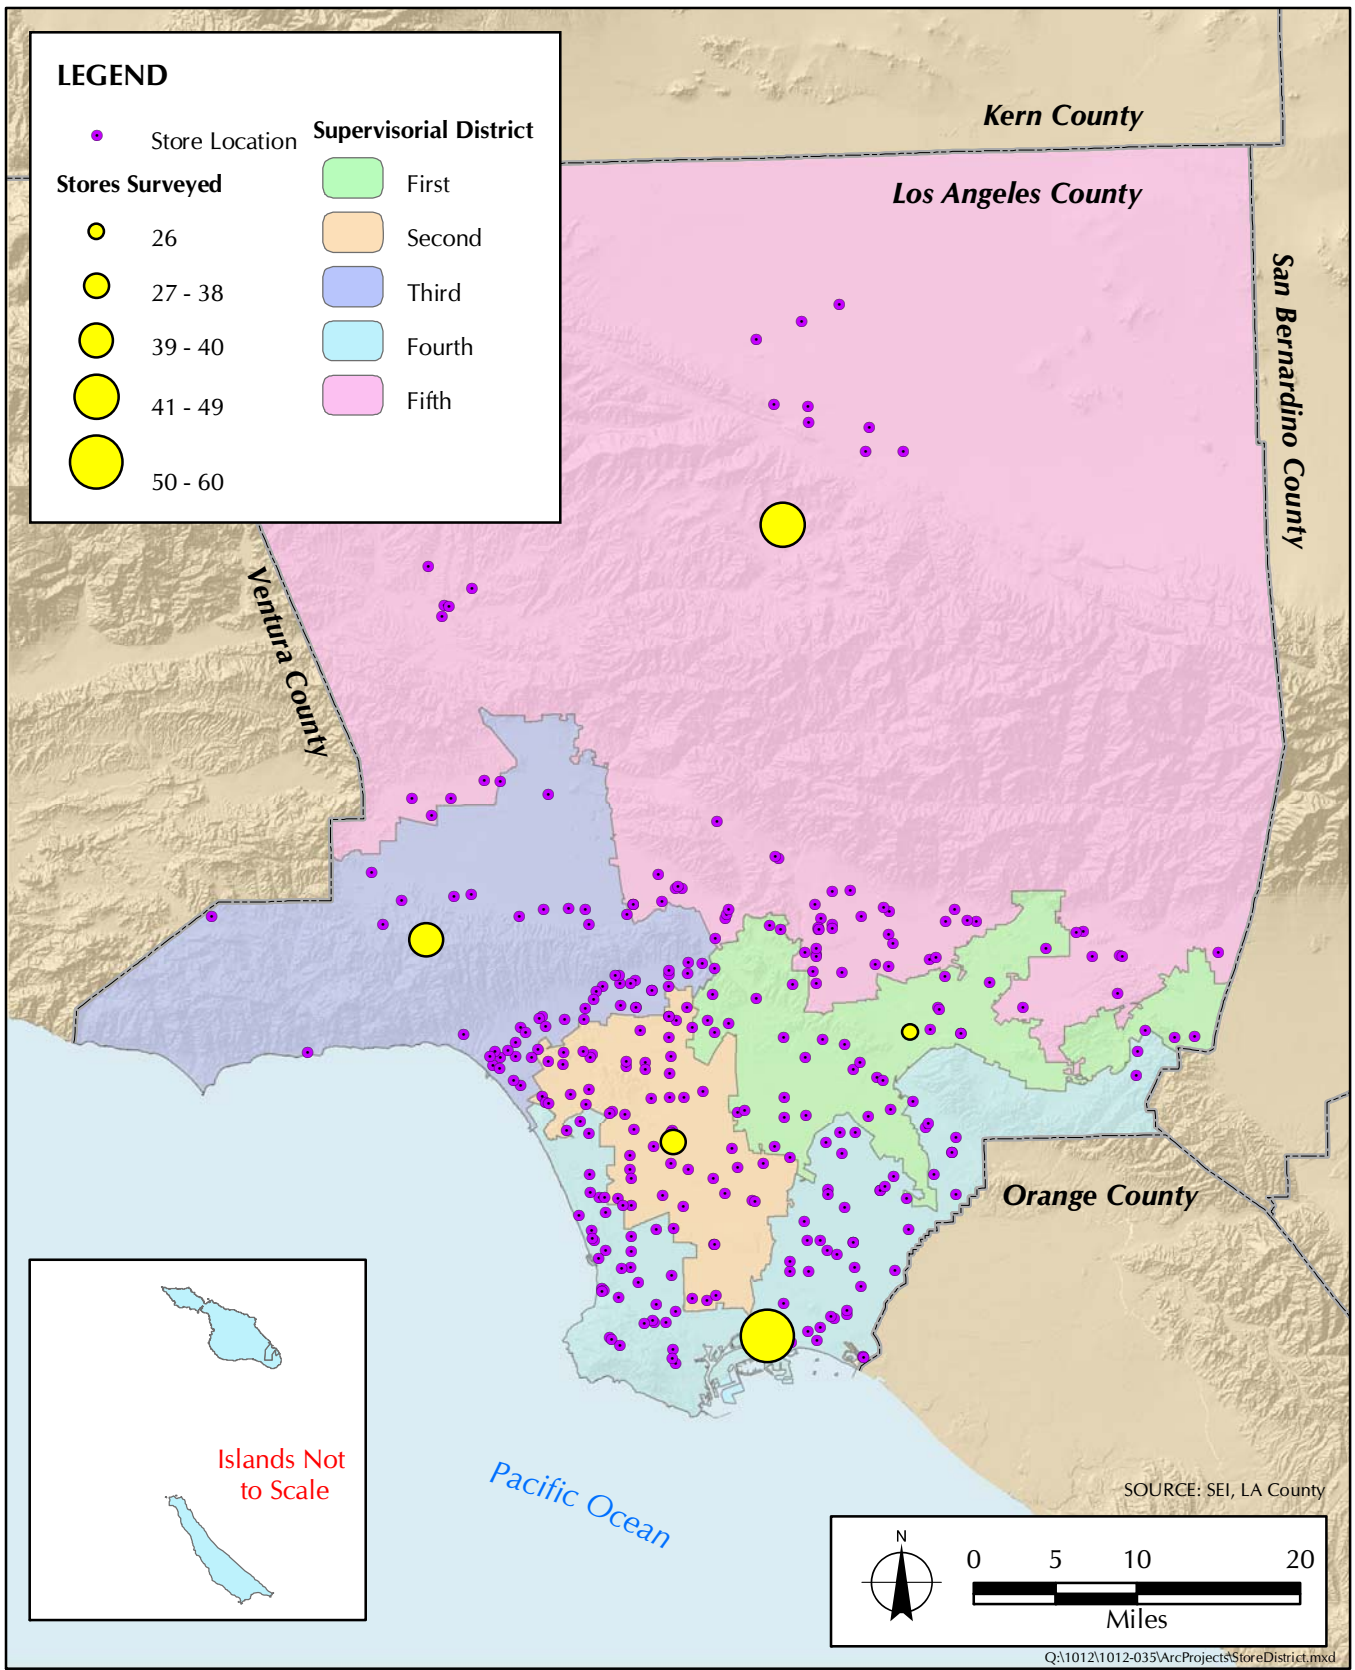 LEGEND
Store Location
Stores Surveyed
26
27 - 38
39 - 40
41 - 49
50 - 60
Supervisorial District
First
Second
Third
Fourth
Fifth
Kern County
Los Angeles County
San Bernardino County
Ventura County
Orange County
Pacific Ocean
Islands Not
to Scale
SOURCE: SEI, LA County
N
0 5 10 20
Miles
Q:\1012\1012-035\ArcProjects\StoreDistrict.mxd